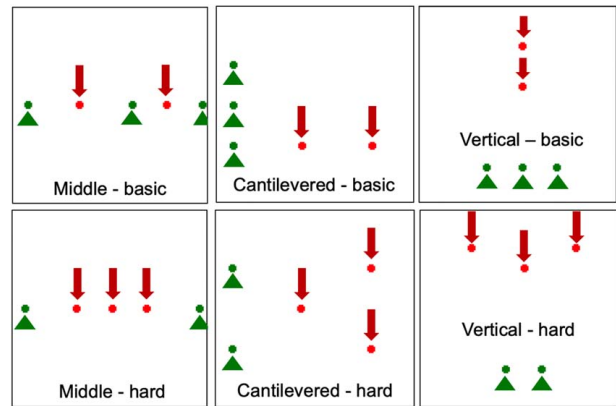 Middle - basic
Cantilevered - basic
Vertical – basic
Middle - hard
Cantilevered - hard
Vertical - hard